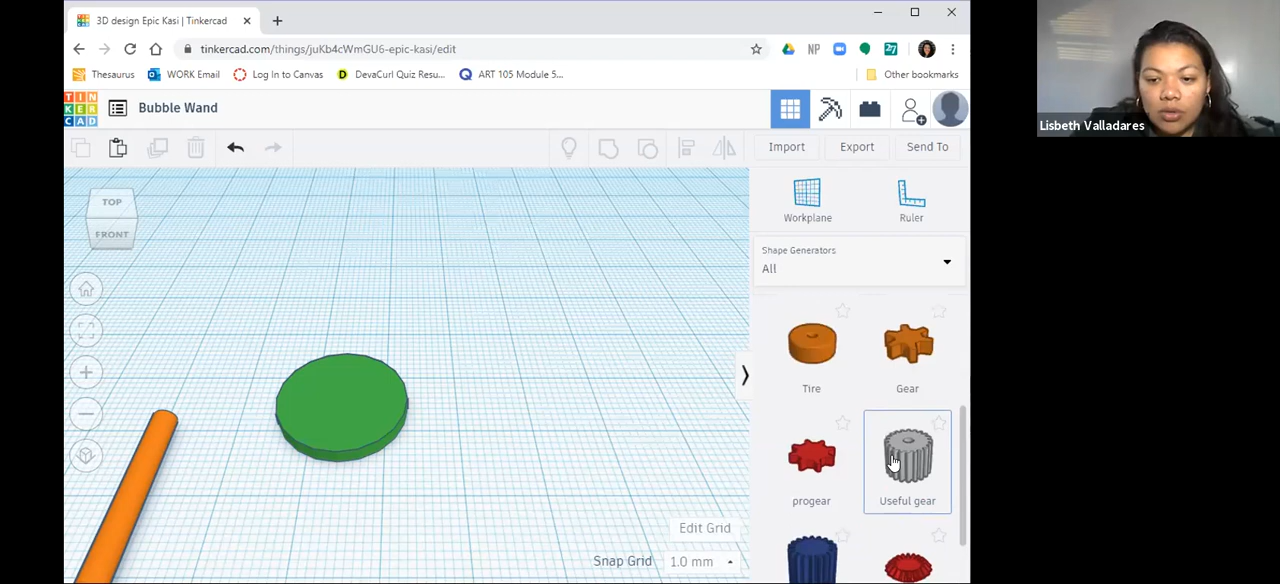 3D design Epic Kasi | Tinkercad
tinkercad.com/things/juKb4cWmGU6-epic-kasi/edit
NP
27
Thesaurus
WORK Email
Log In to Canvas
D
DevaCurl Quiz Resu...
Q
ART 105 Module 5...
Other bookmarks
TIN
KER
CAD
Bubble Wand
Import
Export
Send To
TOP
FRONT
Workplane
Ruler
Shape Generators
All
Tire
Gear
progear
Useful gear
Edit Grid
Snap Grid
1.0 mm
Lisbeth Valladares